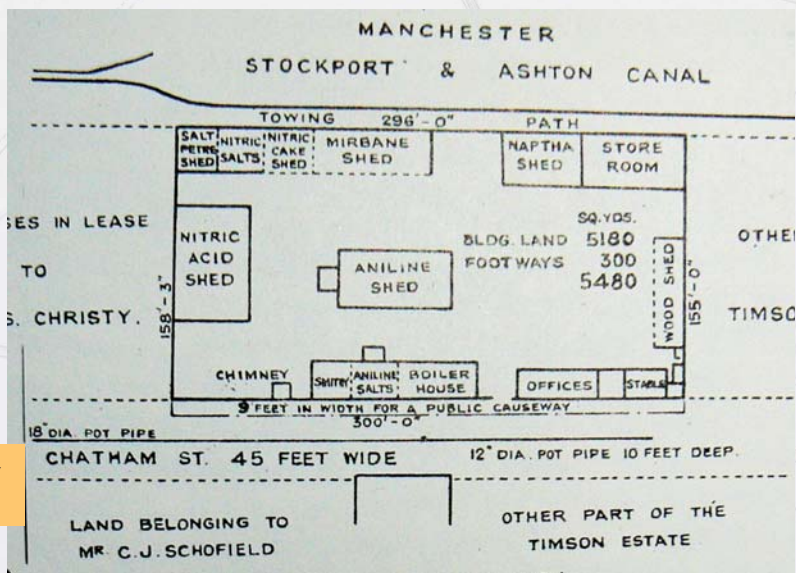 MANCHESTER
STOCKPORT & ASHTON CANAL
TOWING 296'-0" PATH
SALT
PETRE
SHED
NITRIC
SALTS
NITRIC
CAKE
SHED
MIRBANE
SHED
NAPTHA
SHED
STORE
ROOM
SES IN LEASE
TO
S. CHRISTY.
NITRIC
ACID
SHED
158'-3"
ANILINE
SHED
SQ.YDS.
BLDG. LAND 5180
FOOTWAYS 300
5480
WOOD SHED
155'-0"
OTHE
TIMSO
CHIMNEY
SMITHY
ANILINE
SALTS
BOILER
HOUSE
OFFICES
STABLE
9 FEET IN WIDTH FOR A PUBLIC CAUSEWAY
300'-0"
18" DIA. POT PIPE
CHATHAM ST. 45 FEET WIDE
12" DIA. POT PIPE 10 FEET DEEP.
LAND BELONGING TO
MR. C.J. SCHOFIELD
OTHER PART OF THE
TIMSON ESTATE